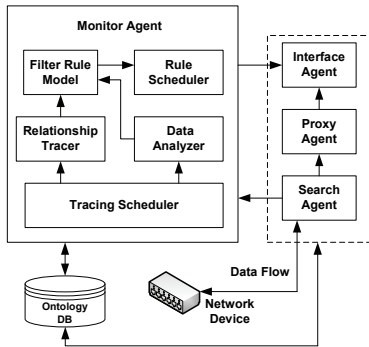 Monitor Agent
Filter Rule
Model
Rule
Scheduler
Interface
Agent
Relationship
Tracer
Data
Analyzer
Proxy
Agent
Tracing Scheduler
Search
Agent
Data Flow
Ontology
DB
Network
Device